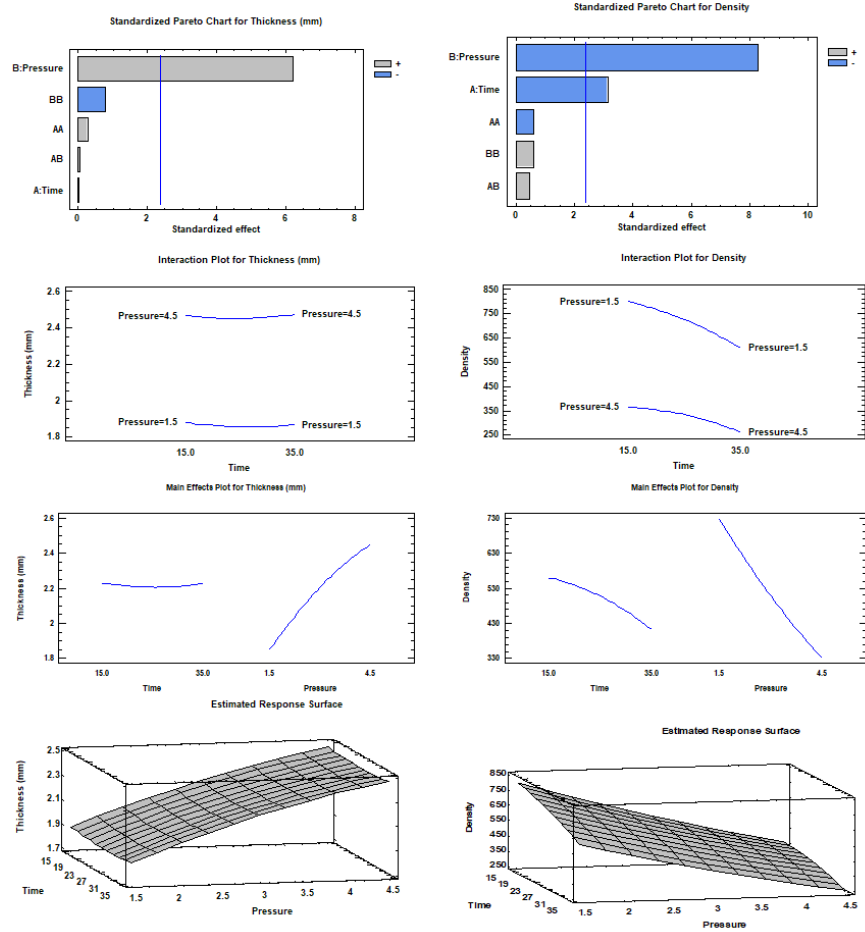 Standardized Pareto Chart for Thickness (mm)
B:Pressure
BB
AA
AB
A:Time
+
-
0 2 4 6 8
Standardized effect
Standardized Pareto Chart for Density
B:Pressure
A:Time
AA
BB
AB
+
-
0 2 4 6 8 10
Standardized effect
Interaction Plot for Thickness (mm)
Thickness (mm)
2.6
2.4
2.2
2
1.8
Pressure=4.5 Pressure=4.5
Pressure=1.5 Pressure=1.5
15.0 35.0
Time
Interaction Plot for Density
Density
850
750
650
550
450
350
250
Pressure=1.5
Pressure=1.5
Pressure=4.5
Pressure=4.5
15.0 35.0
Time
Main Effects Plot for Thickness (mm)
Thickness (mm)
2.6
2.4
2.2
2
1.8
15.0 35.0 1.5 4.5
Time Pressure
Main Effects Plot for Density
Density
730
630
530
430
330
15.0 35.0 1.5 4.5
Time Pressure
Estimated Response Surface
Thickness (mm)
2.5
2.3
2.1
1.9
1.7
15 19 23 27 31 35
Time
1.5 2 2.5 3 3.5 4 4.5
Pressure
Estimated Response Surface
Density
850
750
650
550
450
350
250
15 19 23 27 31 35
Time
1.5 2 2.5 3 3.5 4 4.5
Pressure